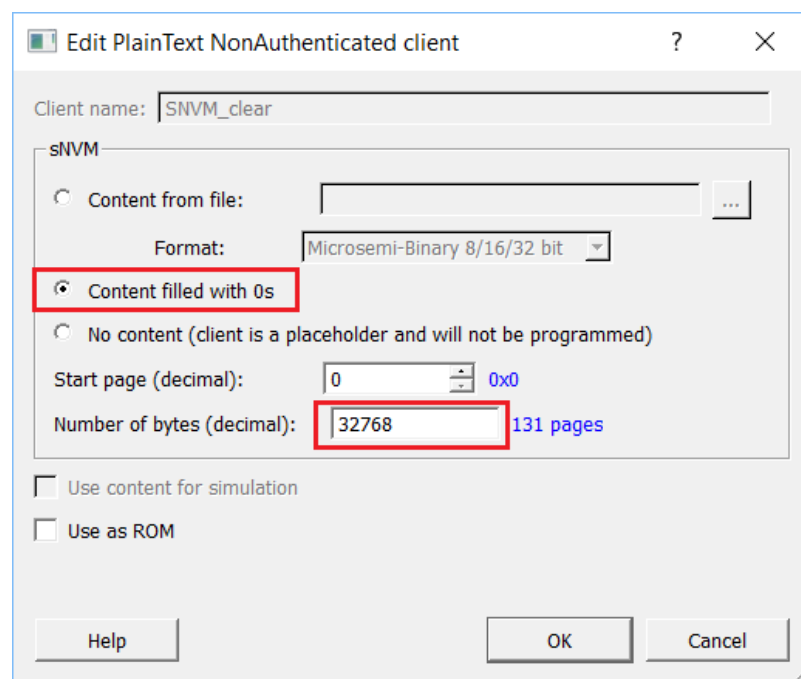 Edit PlainText NonAuthenticated client
?
Client name: SNVM_clear
sNVM
Content from file:
...
Format: Microsemi-Binary 8/16/32 bit
Content filled with 0s
No content (client is a placeholder and will not be programmed)
Start page (decimal): 0 0x0
Number of bytes (decimal): 32768 131 pages
Use content for simulation
Use as ROM
Help OK Cancel